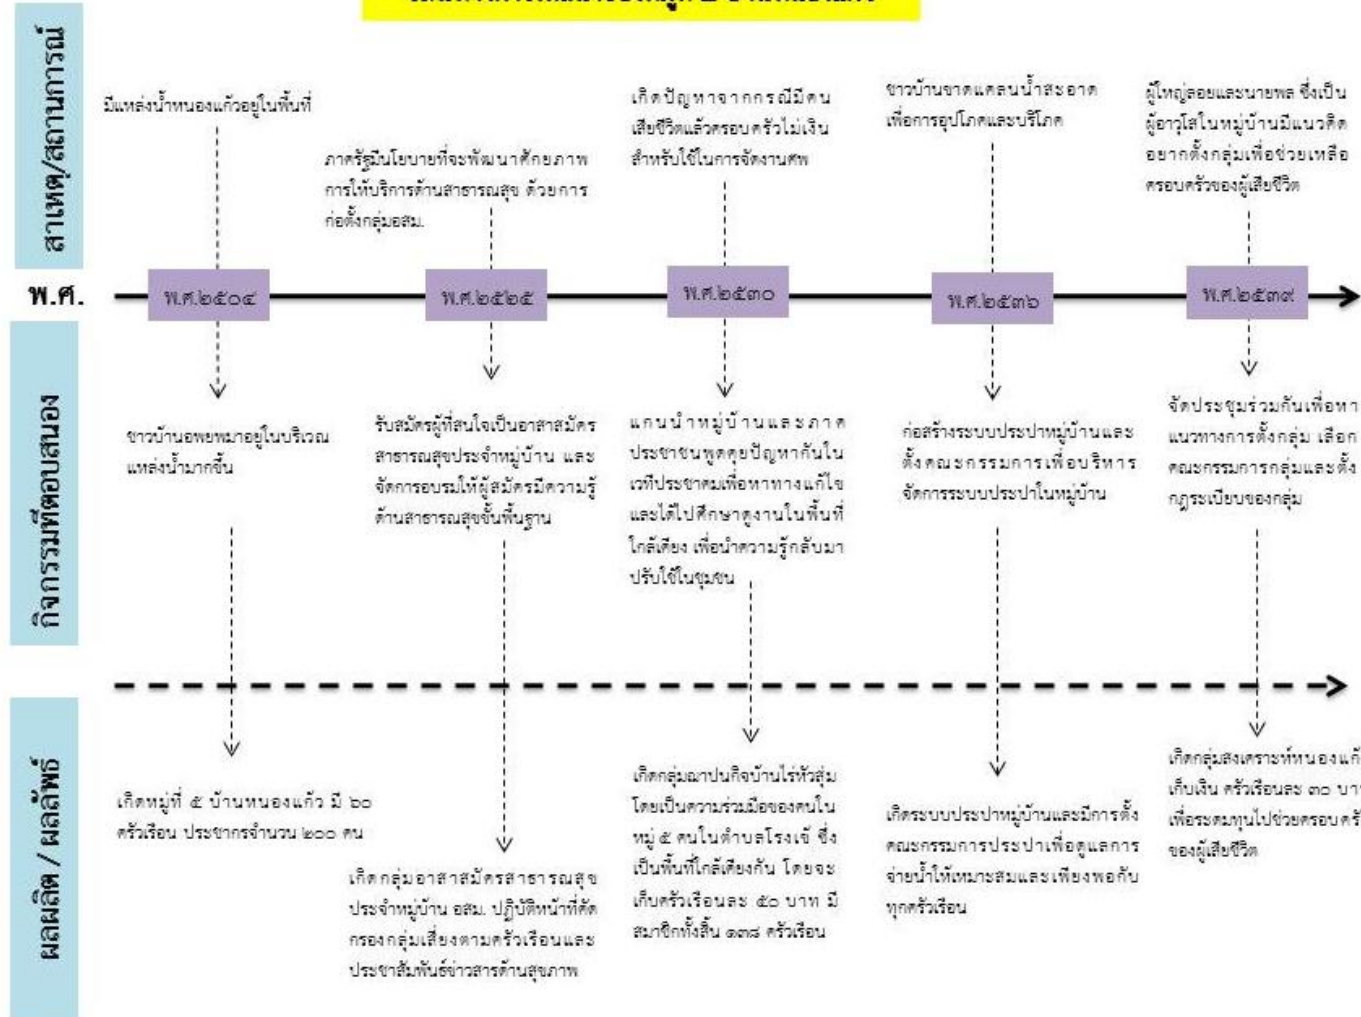 สาเหตุ/สถานการณ์
มีแหล่งน้ำหนองแก้วอยู่ในพื้นที่
ภาครัฐมีนโยบายที่จะพัฒนาศักยภาพ
การให้บริการด้านสาธารณสุข ด้วยการ
ก่อตั้งกลุ่มอสม.
เกิดปัญหาจากกรณีมีคน
เสียชีวิตแล้วครอบครัวไม่เงิน
สำหรับใช้ในการจัดงานศพ
ชาวบ้านขาดแคลนน้ำสะอาด
เพื่อการอุปโภคและบริโภค
ผู้ใหญ่ลอยและนายพล ซึ่งเป็น
ผู้อาวุโสในหมู่บ้านมีแนวคิด
อยากตั้งกลุ่มเพื่อช่วยเหลือ
ครอบครัวของผู้เสียชีวิต
พ.ศ.
พ.ศ.๒๕๐๔
พ.ศ.๒๕๒๕
พ.ศ.๒๕๓๐
พ.ศ.๒๕๓๖
พ.ศ.๒๕๓๙
กิจกรรมที่ตอบสนอง
ชาวบ้านอพยพมาอยู่ในบริเวณ
แหล่งน้ำมากขึ้น
รับสมัครผู้ที่สนใจเป็นอาสาสมัคร
สาธารณสุขประจำหมู่บ้าน และ
จัดการอบรมให้ผู้สมัครมีความรู้
ด้านสาธารณสุขขั้นพื้นฐาน
แกนนำหมู่บ้านและภาค
ประชาชนพูดคุยปัญหากันใน
เวทีประชาคมเพื่อหาทางแก้ไข
และได้ไปศึกษาดูงานในพื้นที่
ใกล้เคียง เพื่อนำความรู้กลับมา
ปรับใช้ในชุมชน
ก่อสร้างระบบประปาหมู่บ้านและ
ตั้งคณะกรรมการเพื่อบริหาร
จัดการระบบประปาในหมู่บ้าน
จัดประชุมร่วมกันเพื่อหา
แนวทางการตั้งกลุ่ม เลือก
คณะกรรมการกลุ่มและตั้ง
กฎระเบียบของกลุ่ม
ผลผลิต / ผลลัพธ์
เกิดหมู่ที่ ๕ บ้านหนองแก้ว มี ๖๐
ครัวเรือน ประชากรจำนวน ๒๐๐ คน
เกิดกลุ่มอาสาสมัครสาธารณสุข
ประจำหมู่บ้าน อสม. ปฏิบัติหน้าที่คัด
กรองกลุ่มเสี่ยงตามครัวเรือนและ
ประชาสัมพันธ์ข่าวสารด้านสุขภาพ
เกิดกลุ่มฌาปนกิจบ้านไร่หัวสุ่ม
โดยเป็นความร่วมมือของคนใน
หมู่ ๕ คนในตำบลโรงเข้ ซึ่ง
เป็นพื้นที่ใกล้เคียงกัน โดยจะ
เก็บครัวเรือนละ ๕๐ บาท มี
สมาชิกทั้งสิ้น ๑๓๘ ครัวเรือน
เกิดระบบประปาหมู่บ้านและมีการตั้ง
คณะกรรมการประปาเพื่อดูแลการ
จ่ายน้ำให้เหมาะสมและเพียงพอกับ
ทุกครัวเรือน
เกิดกลุ่มสงเคราะห์หนองแก้ว
เก็บเงิน ครัวเรือนละ ๓๐ บาท
เพื่อระดมทุนไปช่วยครอบครัว
ของผู้เสียชีวิต